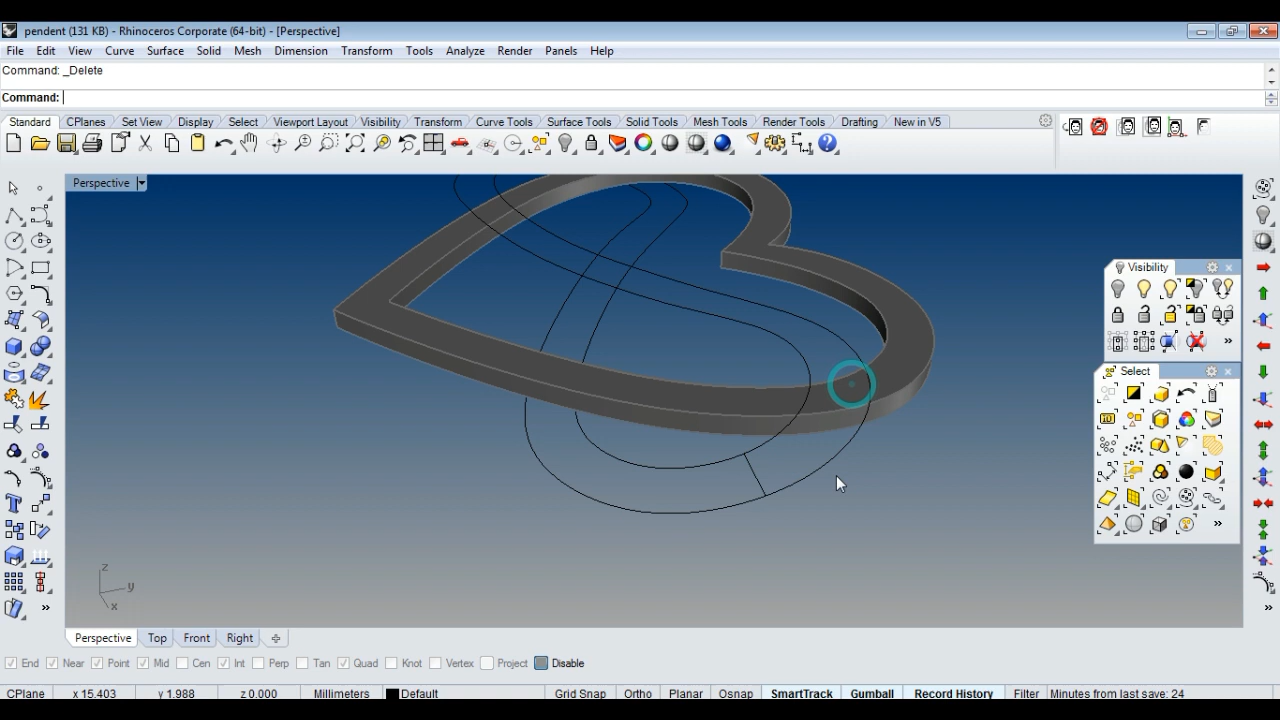 pendent (131 KB) - Rhinoceros Corporate (64-bit) - [Perspective]
File Edit View Curve Surface Solid Mesh Dimension Transform Tools Analyze Render Panels Help
Command: _Delete
Command:
Standard CPlanes Set View Display Select Viewport Layout Visibility Transform Curve Tools Surface Tools Solid Tools Mesh Tools Render Tools Drafting New in V5
Perspective
Visibility
Select
z
y
x
Perspective Top Front Right
End Near Point Mid Cen Int Perp Tan Quad Knot Vertex Project Disable
CPlane x 15.403 y 1.988 z 0.000 Millimeters Default Grid Snap Ortho Planar Osnap SmartTrack Gumball Record History Filter Minutes from last save: 24